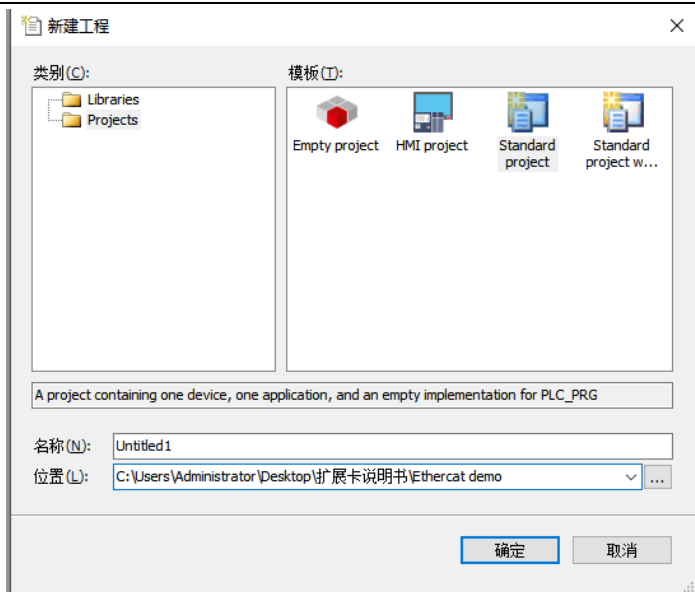 新建工程
类别(C):
模板(T):
Libraries
Projects
Empty project
HMI project
Standard
project
Standard
project w...
A project containing one device, one application, and an empty implementation for PLC_PRG
名称(N):
Untitled1
位置(L):
C:\Users\Administrator\Desktop\扩展卡说明书\Ethercat demo
...
确定
取消